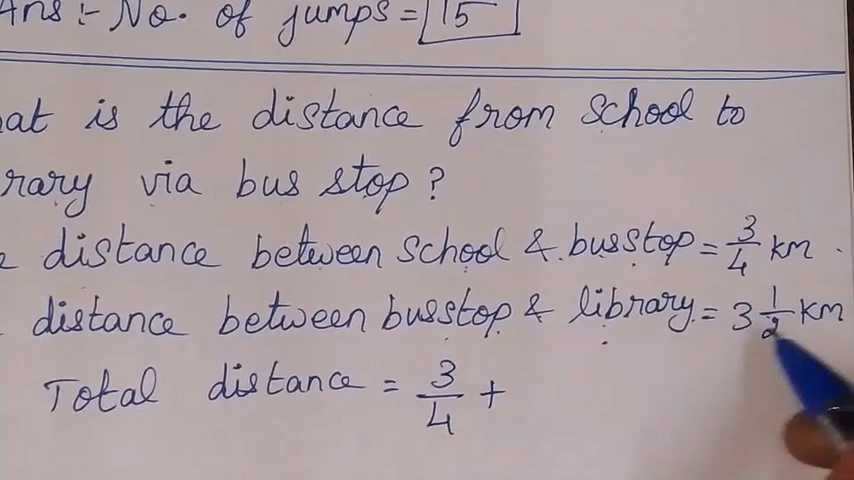 Ans :- No. of jumps = 15
at is the distance from school to
rary via bus stop ?
distance between school & busstop = 3/4 km
distance between busstop & library = 3 1/2 km
Total distance = 3/4 +